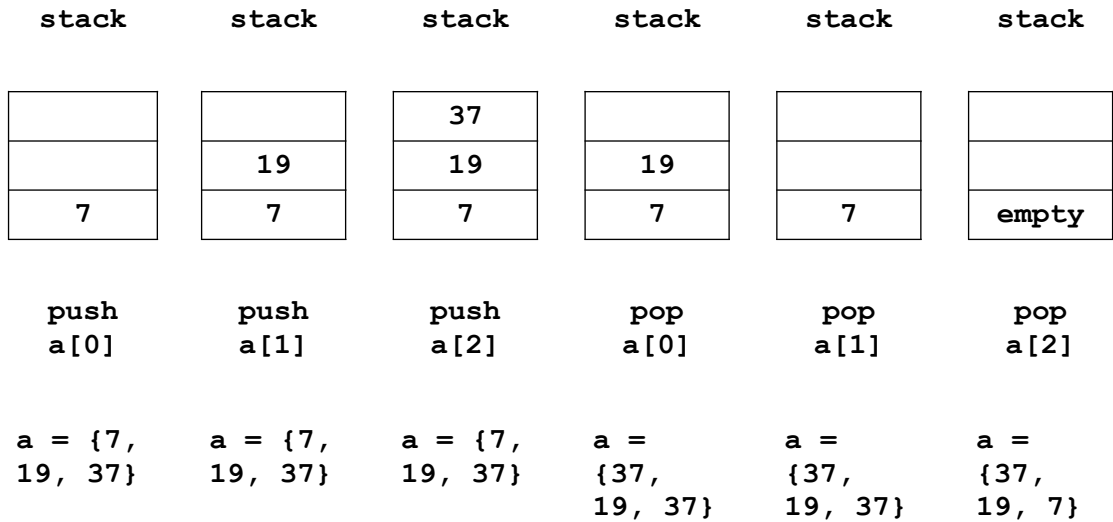 stack stack stack stack stack stack
37
19 19 19
7 7 7 7 7 empty
push push push pop pop pop
a[0] a[1] a[2] a[0] a[1] a[2]
a = {7, a = {7, a = {7, a = a = a =
19, 37} 19, 37} 19, 37} {37, {37, {37,
19, 37} 19, 37} 19, 7}